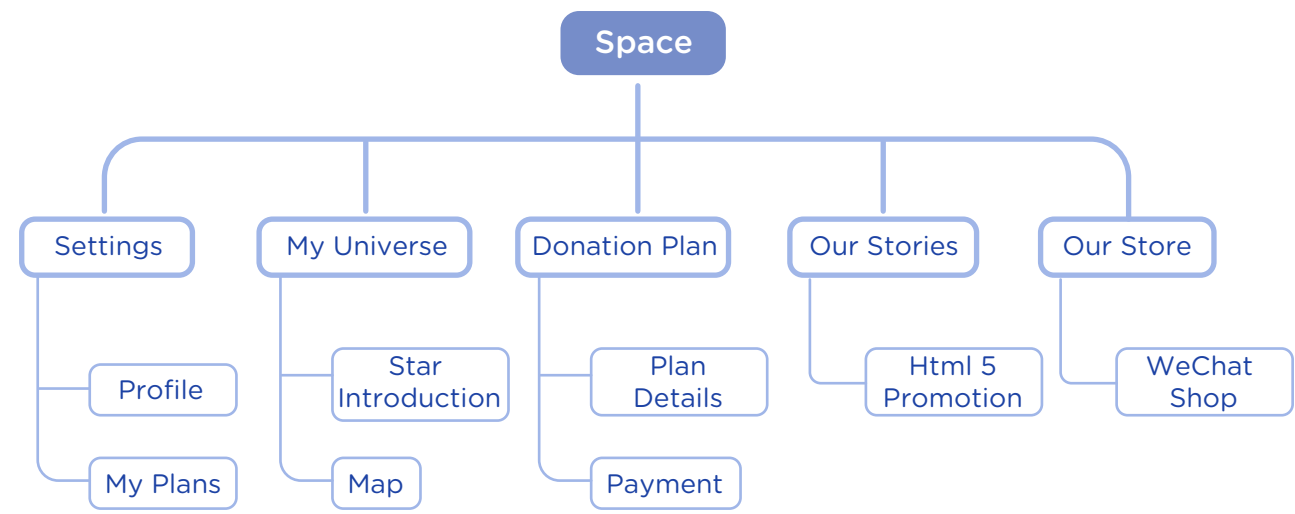 Space
Settings
My Universe
Donation Plan
Our Stories
Our Store
Profile
My Plans
Star
Introduction
Map
Plan
Details
Payment
Html 5
Promotion
WeChat
Shop